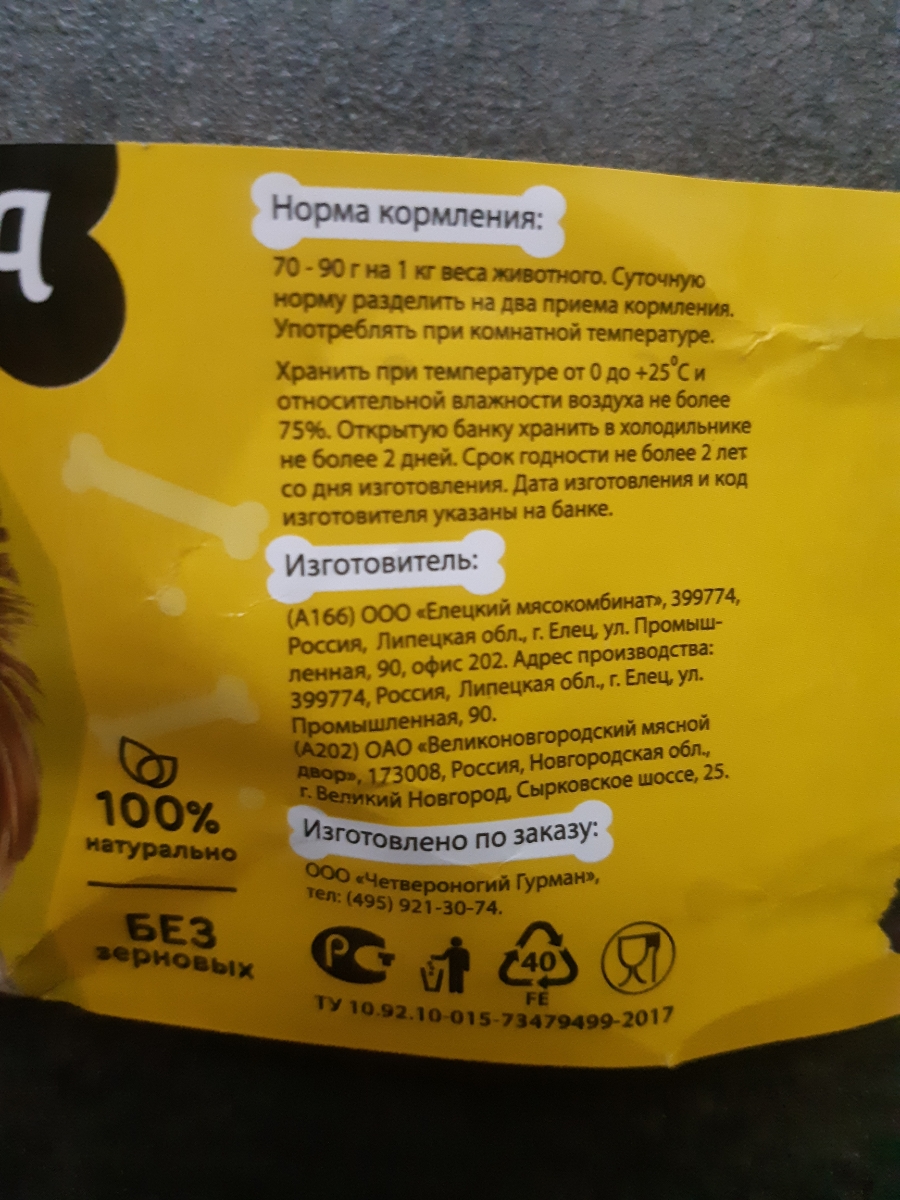 Норма кормления:
70 - 90 г на 1 кг веса животного. Суточную
норму разделить на два приема кормления.
Употреблять при комнатной температуре.
Хранить при температуре от 0 до +25°С и
относительной влажности воздуха не более
75%. Открытую банку хранить в холодильнике
не более 2 дней. Срок годности не более 2 лет
со дня изготовления. Дата изготовления и код
изготовителя указаны на банке.
Изготовитель:
(А166) ООО «Елецкий мясокомбинат», 399774,
Россия, Липецкая обл., г. Елец, ул. Промыш-
ленная, 90, офис 202. Адрес производства:
399774, Россия, Липецкая обл., г. Елец, ул.
Промышленная, 90.
(А202) ОАО «Великоновгородский мясной
двор», 173008, Россия, Новгородская обл.,
г. Великий Новгород, Сырковское шоссе, 25.
Изготовлено по заказу:
ООО «Четвероногий Гурман»,
тел: (495) 921-30-74.
100%
натурально
БЕЗ
зерновых
РСТ
40
FE
ТУ 10.92.10-015-73479499-2017